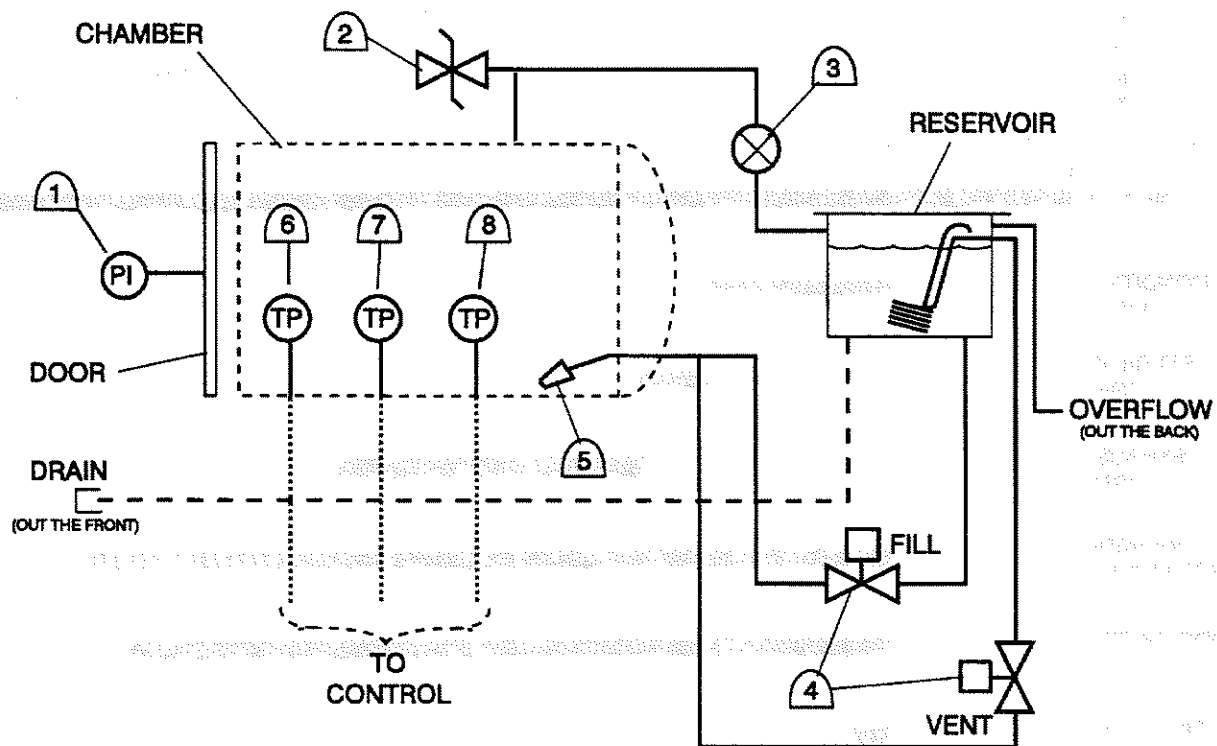 CHAMBER
2
3
RESERVOIR
1
6
7
8
PI
TP
TP
TP
DOOR
OVERFLOW
(OUT THE BACK)
5
DRAIN
(OUT THE FRONT)
FILL
TO
CONTROL
4
VENT